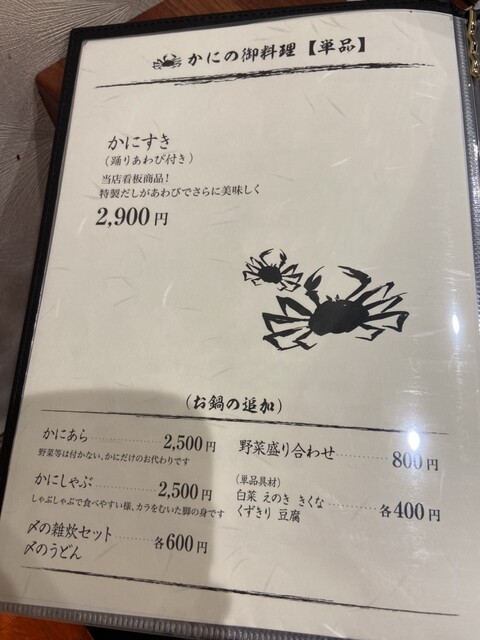 かにの御料理【単品】
かにすき
（踊りあわび付き）
当店看板商品！
特製だしがあわびでさらに美味しく
2,900円
（お鍋の追加）
かにあら…………2,500円
野菜等は付かない、かにだけのお代わりです
かにしゃぶ…………2,500円
しゃぶしゃぶで食べやすい様、カラをむいた脚の身です
〆の雑炊セット…………各600円
〆のうどん
野菜盛り合わせ…………800円
（単品具材）
白菜 えのき きくな…………各400円
くずきり 豆腐